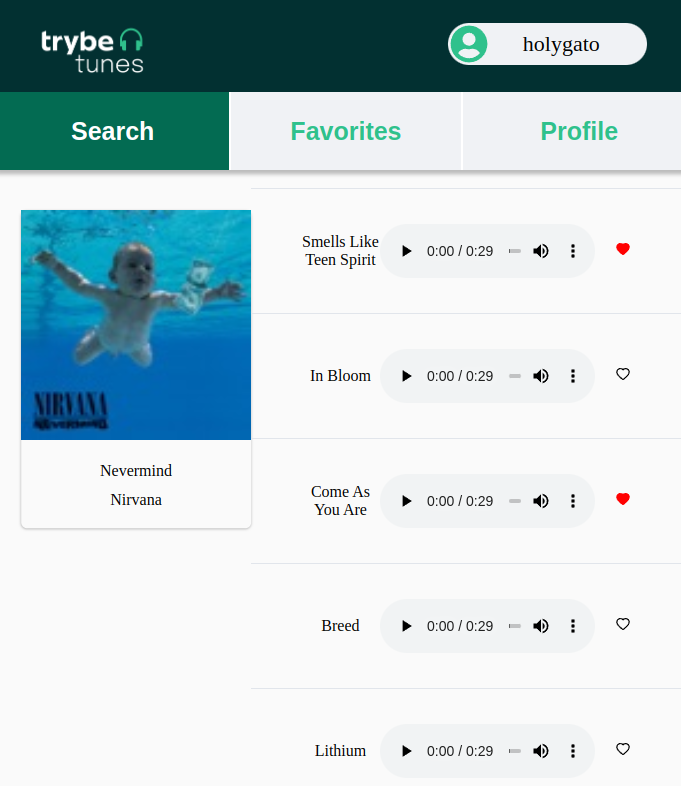 trybe
tunes
holygato
Search
Favorites
Profile
NIRVANA
NEVERMIND
Nevermind
Nirvana
Smells Like
Teen Spirit
0:00 / 0:29
In Bloom
0:00 / 0:29
Come As
You Are
0:00 / 0:29
Breed
0:00 / 0:29
Lithium
0:00 / 0:29